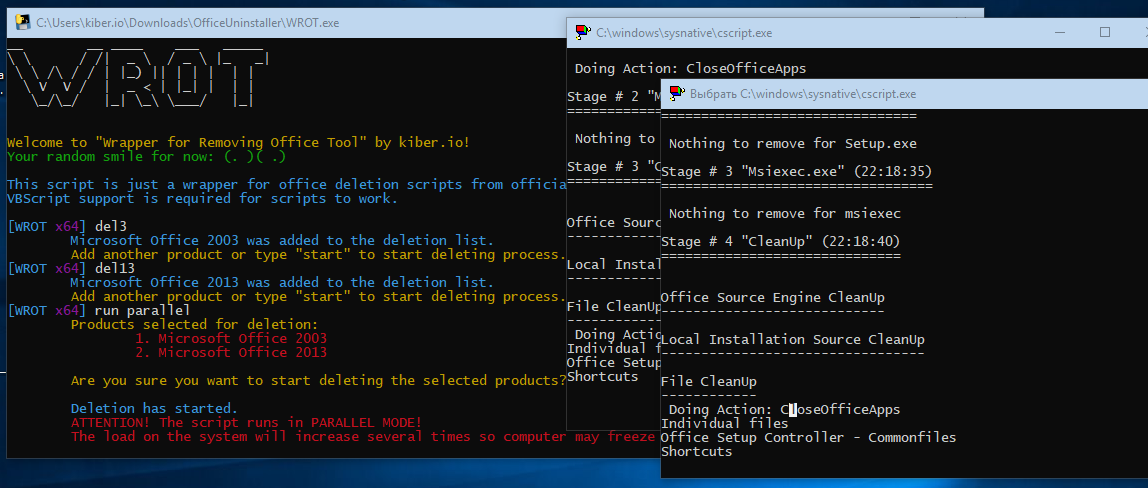 C:\Users\kiber.io\Downloads\OfficeUninstaller\WROT.exe
WROT
Welcome to "Wrapper for Removing Office Tool" by kiber.io!
Your random smile for now: (. )( .)
This script is just a wrapper for office deletion scripts from officia
VBScript support is required for scripts to work.
[WROT x64] del3
Microsoft Office 2003 was added to the deletion list.
Add another product or type "start" to start deleting process.
[WROT x64] del13
Microsoft Office 2013 was added to the deletion list.
Add another product or type "start" to start deleting process.
[WROT x64] run parallel
Products selected for deletion:
1. Microsoft Office 2003
2. Microsoft Office 2013
Are you sure you want to start deleting the selected products?
Deletion has started.
ATTENTION! The script runs in PARALLEL MODE!
The load on the system will increase several times so computer may freeze
C:\windows\sysnative\cscript.exe
Doing Action: CloseOfficeApps
Stage # 2 "M
==============
Nothing to
Stage # 3 "C
==============
Office Sourc
------------
Local Instal
------------
File CleanUp
------------
Doing Actio
Individual f
Office Setup
Shortcuts
Выбрать C:\windows\sysnative\cscript.exe
================================
Nothing to remove for Setup.exe
Stage # 3 "Msiexec.exe" (22:18:35)
==================================
Nothing to remove for msiexec
Stage # 4 "CleanUp" (22:18:40)
==============================
Office Source Engine CleanUp
----------------------------
Local Installation Source CleanUp
---------------------------------
File CleanUp
------------
Doing Action: CloseOfficeApps
Individual files
Office Setup Controller - Commonfiles
Shortcuts